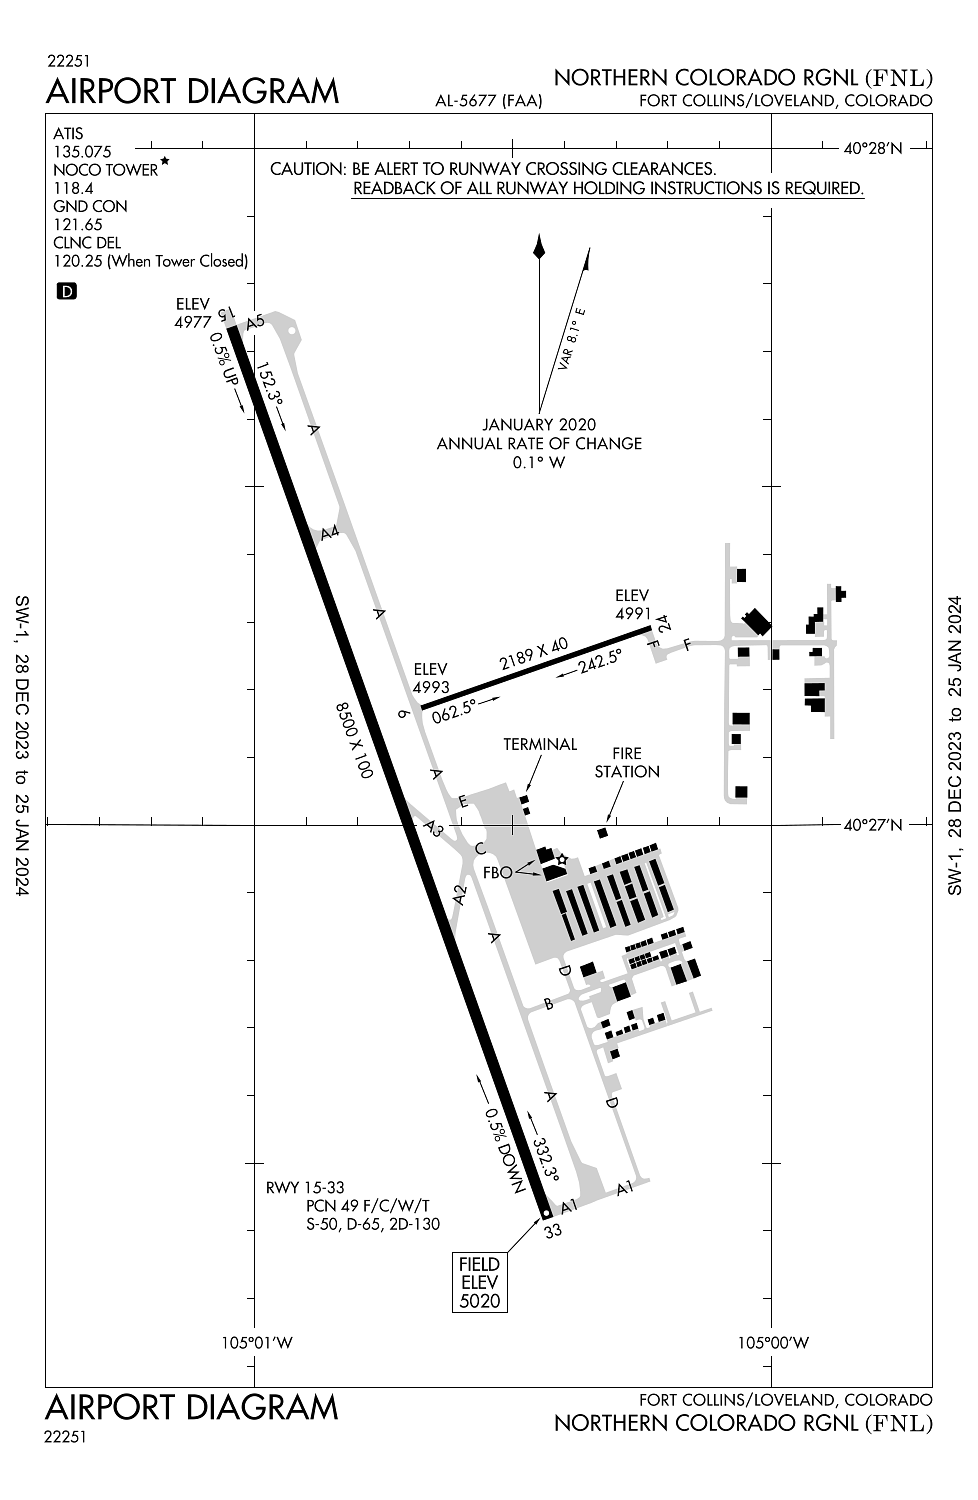 22251
AIRPORT DIAGRAM
AL-5677 (FAA)
NORTHERN COLORADO RGNL (FNL)
FORT COLLINS/LOVELAND, COLORADO
ATIS
135.075
NOCO TOWER★
118.4
GND CON
121.65
CLNC DEL
120.25 (When Tower Closed)
D
CAUTION: BE ALERT TO RUNWAY CROSSING CLEARANCES.
READBACK OF ALL RUNWAY HOLDING INSTRUCTIONS IS REQUIRED.
40°28'N
VAR 8.1° E
JANUARY 2020
ANNUAL RATE OF CHANGE
0.1° W
ELEV
4977
15
A5
0.5% UP
152.3°
A
A4
A
ELEV
4991
24
F
F
2189 X 40
242.5°
ELEV
4993
062.5°
6
8500 X 100
A
TERMINAL
FIRE
STATION
E
A3
40°27'N
C
FBO
A2
A
D
B
A
D
0.5% DOWN
332.3°
A1
A1
33
RWY 15-33
PCN 49 F/C/W/T
S-50, D-65, 2D-130
FIELD
ELEV
5020
105°01'W
105°00'W
SW-1, 28 DEC 2023 to 25 JAN 2024
SW-1, 28 DEC 2023 to 25 JAN 2024
AIRPORT DIAGRAM
22251
FORT COLLINS/LOVELAND, COLORADO
NORTHERN COLORADO RGNL (FNL)